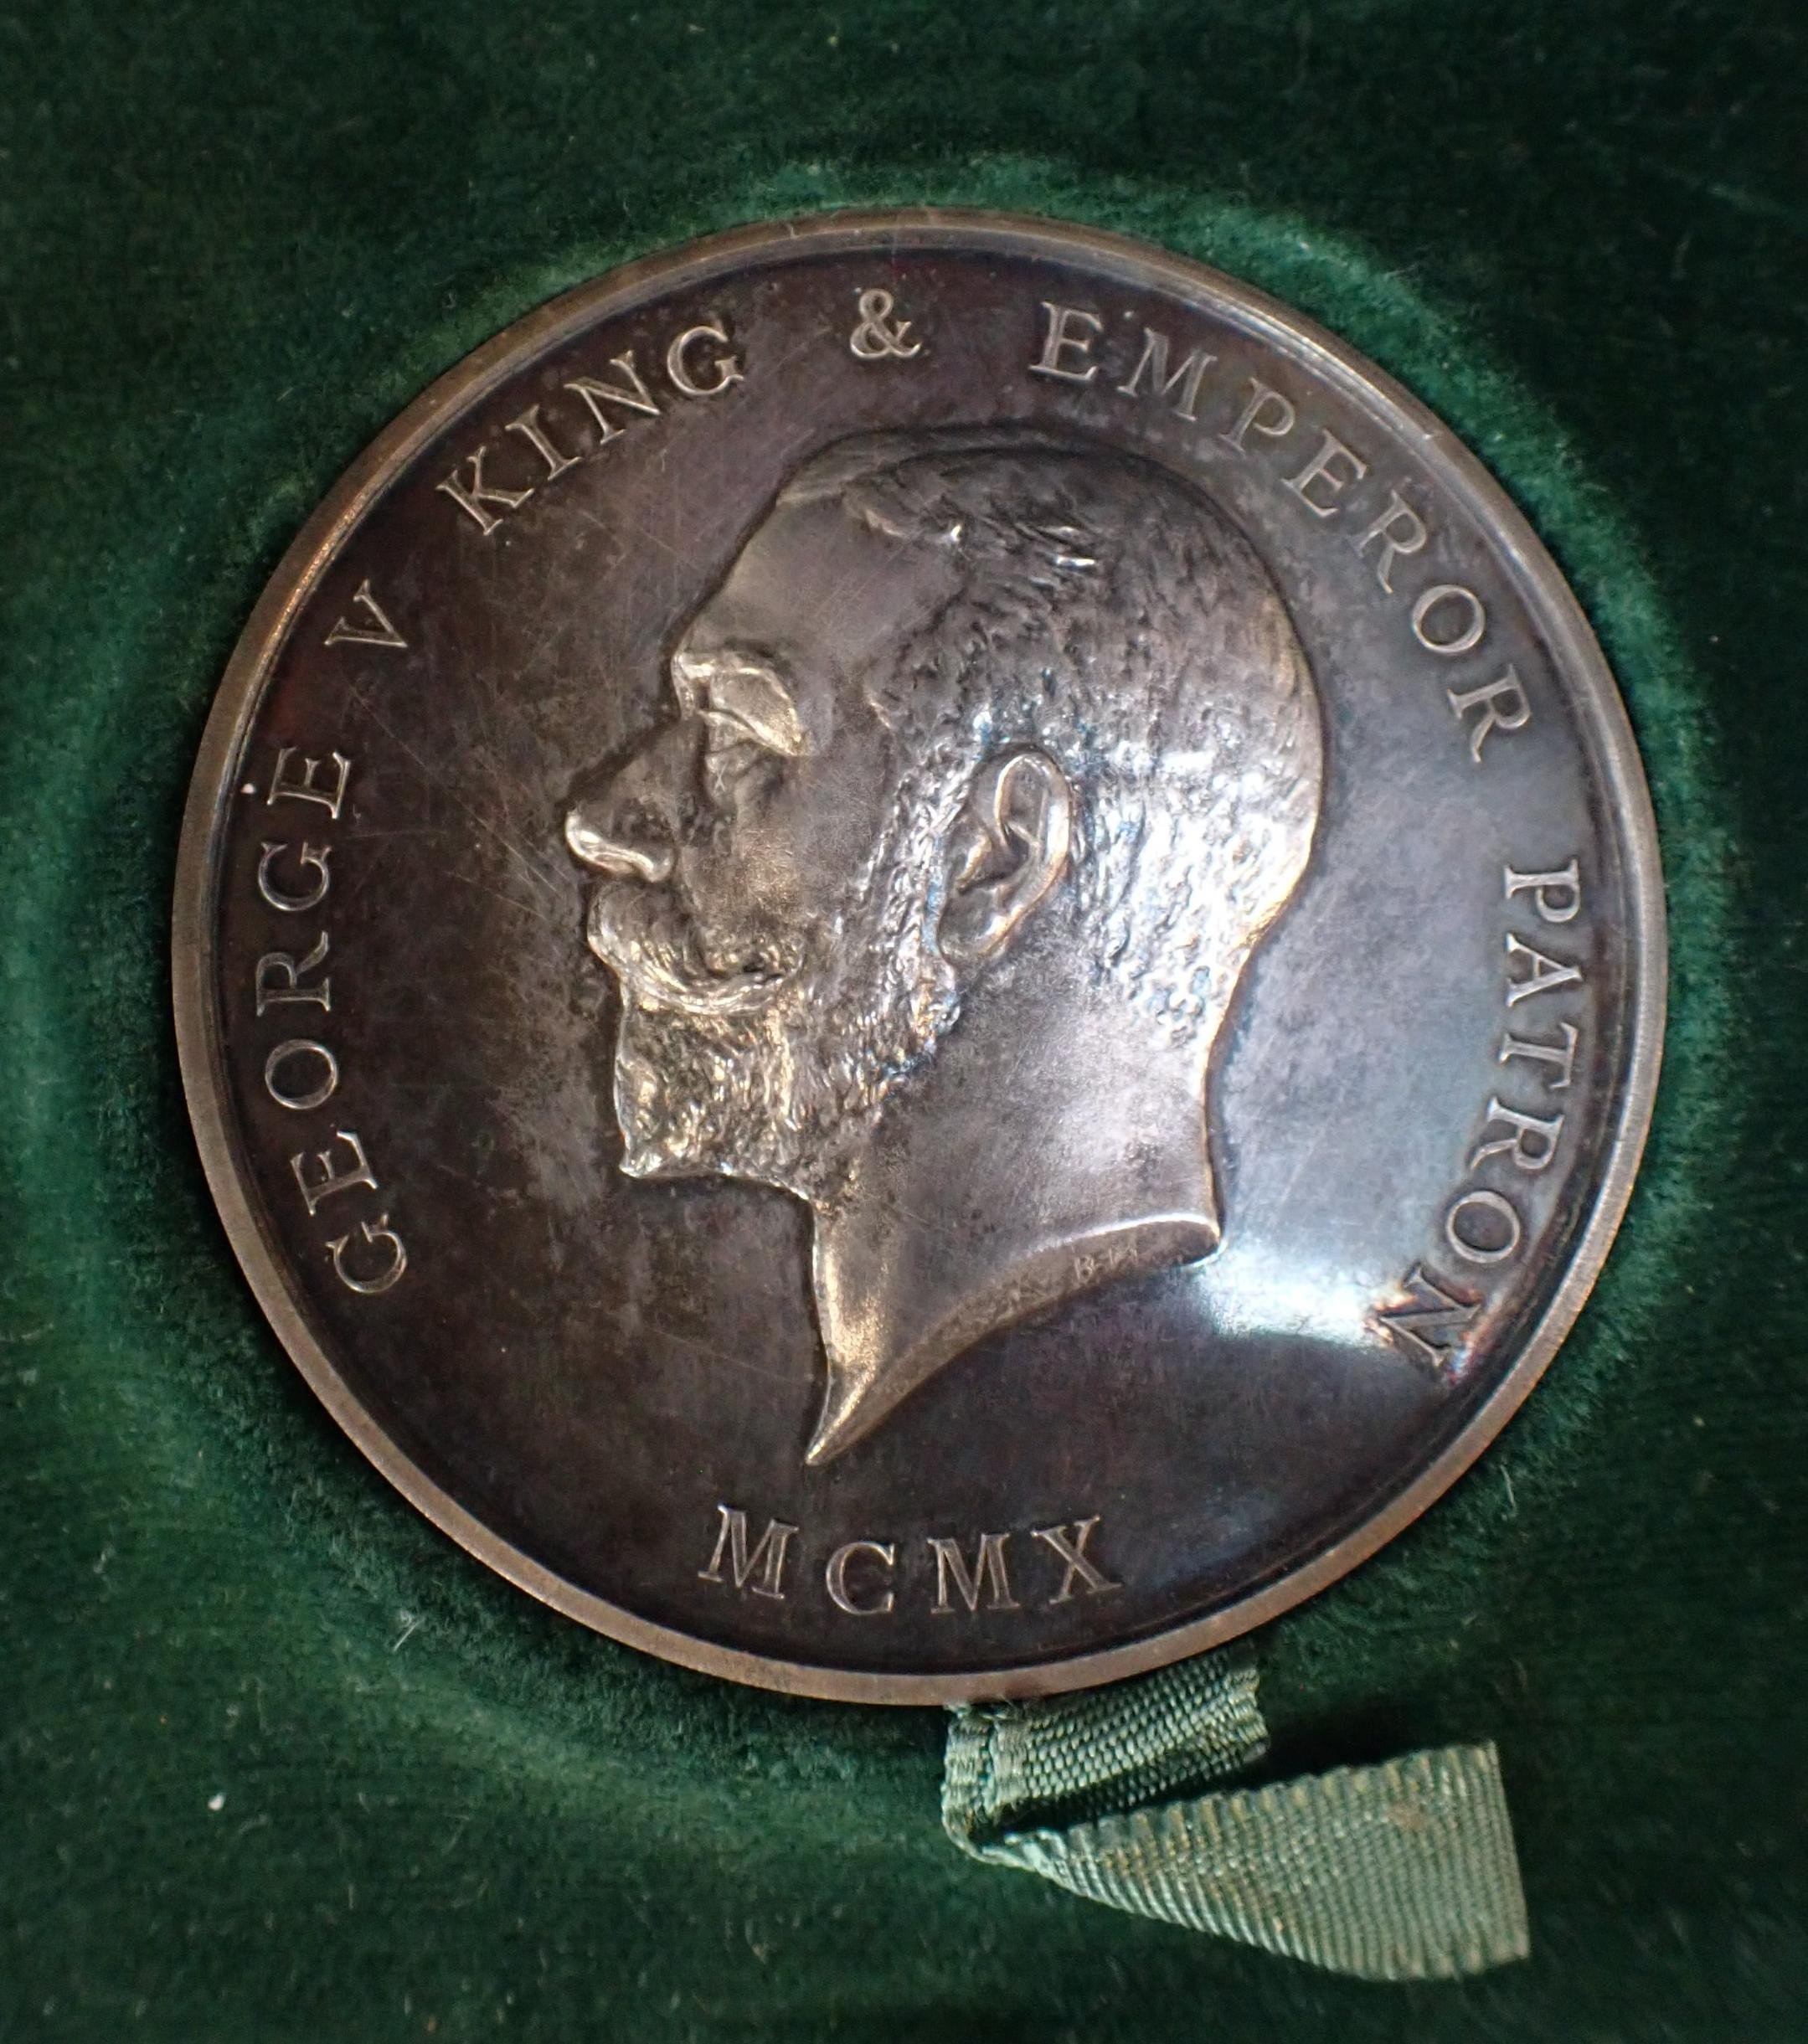 GEORGE V KING & EMPEROR PATRON
MCMX